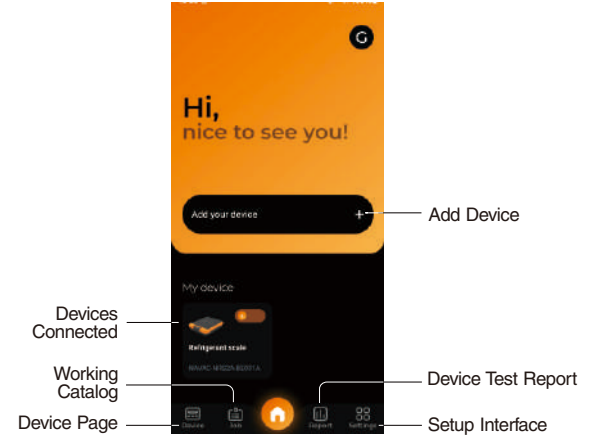 G
Hi,
nice to see you!
Add your device +
Add Device
My device
Devices
Connected
Refrigerant scale
Working
Catalog
Device Test Report
Device Page
Device
Job
Report
Settings
Setup Interface